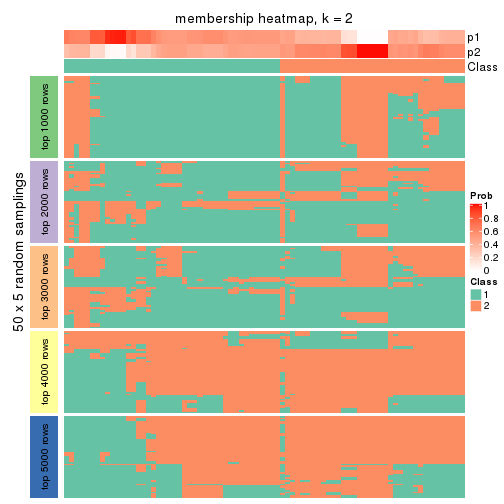 membership heatmap, k = 2
p1
p2
Class
50 x 5 random samplings
top 1000 rows
top 2000 rows
top 3000 rows
top 4000 rows
top 5000 rows
Prob
1
0.8
0.6
0.4
0.2
0
Class
1
2